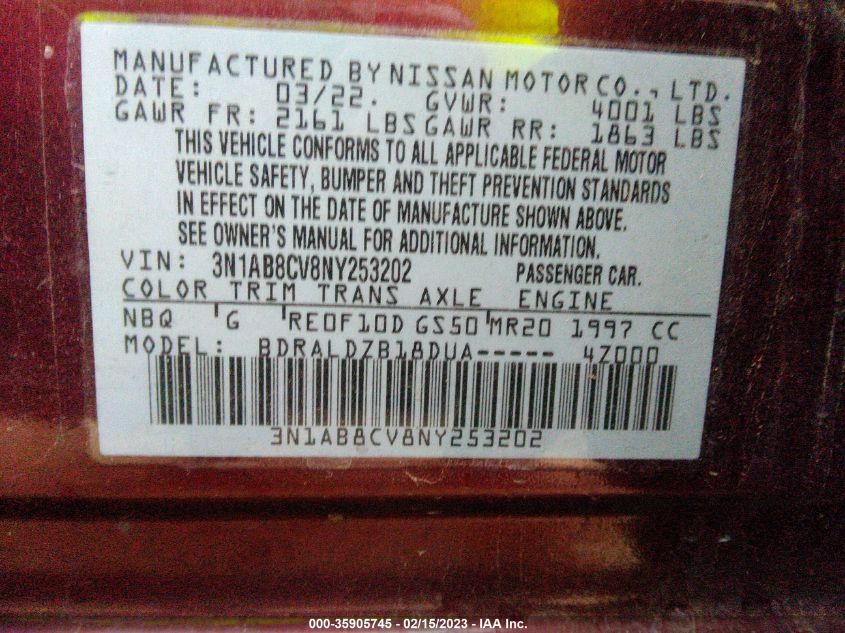 MANUFACTURED BY NISSAN MOTOR CO., LTD.
DATE: 03/22. GVWR: 4001 LBS
GAWR FR: 2161 LBS GAWR RR: 1863 LBS
THIS VEHICLE CONFORMS TO ALL APPLICABLE FEDERAL MOTOR
VEHICLE SAFETY, BUMPER AND THEFT PREVENTION STANDARDS
IN EFFECT ON THE DATE OF MANUFACTURE SHOWN ABOVE.
SEE OWNER'S MANUAL FOR ADDITIONAL INFORMATION.
VIN: 3N1AB8CV8NY253202 PASSENGER CAR.
COLOR TRIM TRANS AXLE ENGINE
NBQ G RE0F10D GS50 MR20 1997 CC
MODEL: BDRALDZB18DUA----- 4Z000
3N1AB8CV8NY253202
000-35905745 - 02/15/2023 - IAA Inc.